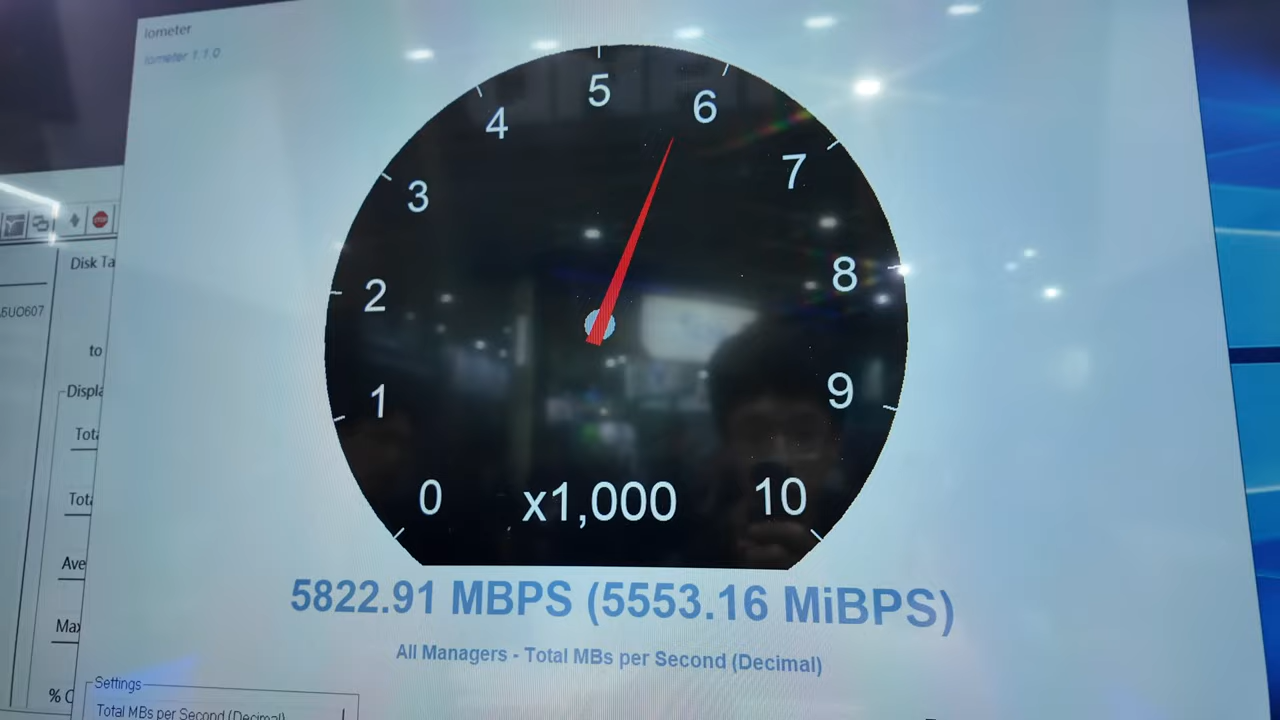 Iometer
Iometer 1.1.0
5
4
6
3
7
2
8
1
9
0
x1,000
10
5822.91 MBPS (5553.16 MiBPS)
All Managers - Total MBs per Second (Decimal)
Settings
Total MBs per Second (Decimal)
STOP
Disk Ta
5UO607
to
Displa
Tota
Tota
Ave
Max
% C